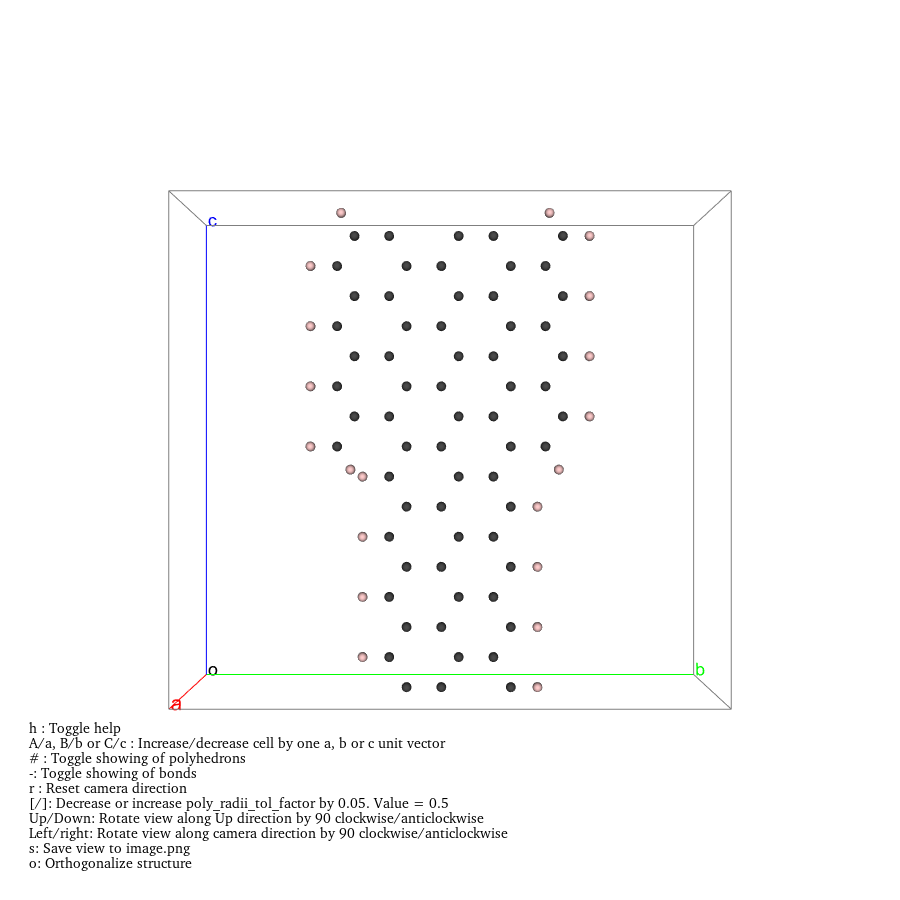 c
o
b
a
h : Toggle help
A/a, B/b or C/c : Increase/decrease cell by one a, b or c unit vector
# : Toggle showing of polyhedrons
-: Toggle showing of bonds
r : Reset camera direction
[/]: Decrease or increase poly_radii_tol_factor by 0.05. Value = 0.5
Up/Down: Rotate view along Up direction by 90 clockwise/anticlockwise
Left/right: Rotate view along camera direction by 90 clockwise/anticlockwise
s: Save view to image.png
o: Orthogonalize structure